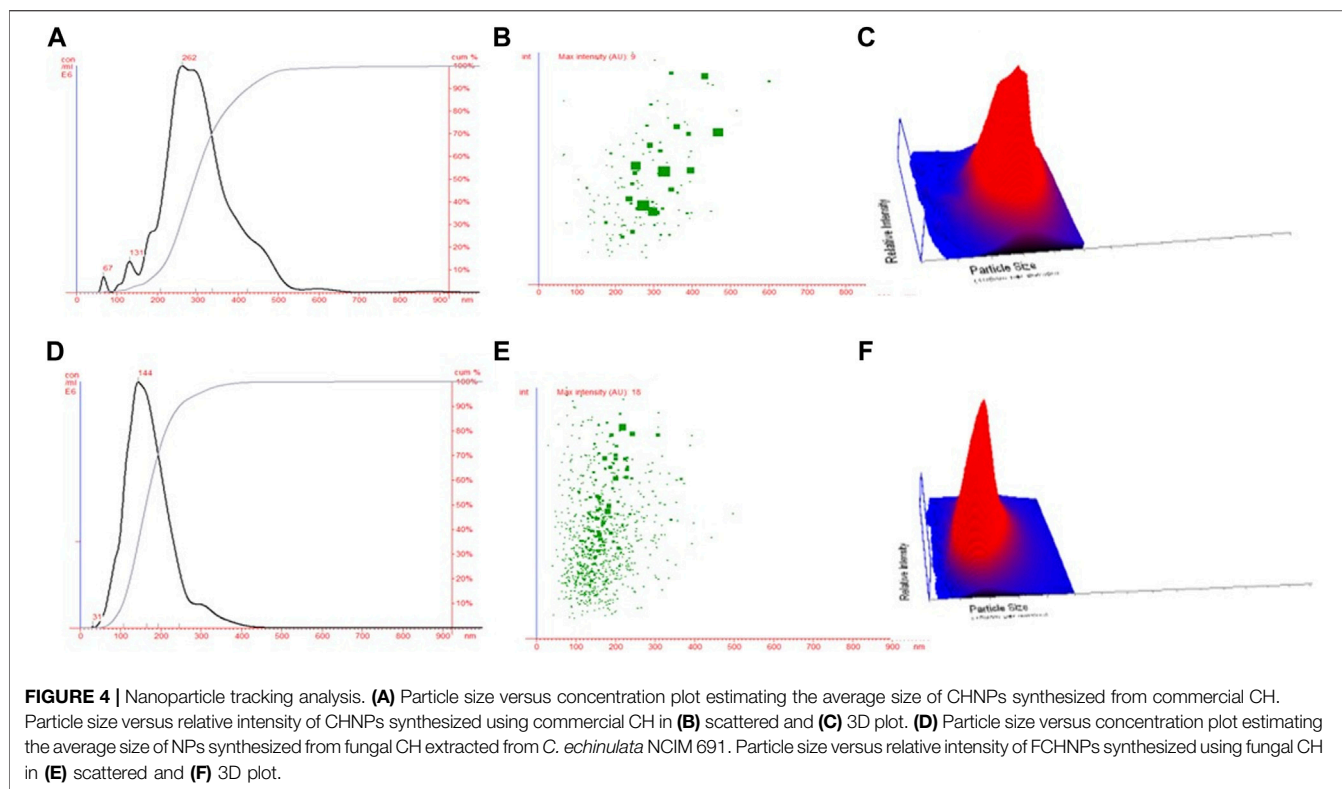 A
B
C
con
/ml
E6
262
131
67
cum %
100%
90%
80%
70%
60%
50%
40%
30%
20%
10%
0 100 200 300 400 500 600 700 800 900 nm
int Max intensity (AU): 9
0 100 200 300 400 500 600 700 800
Relative Intensity
Particle Size
D
E
F
con
/ml
E6
144
31
cum %
100%
90%
80%
70%
60%
50%
40%
30%
20%
10%
0 100 200 300 400 500 600 700 800 900 nm
int Max intensity (AU): 16
0 100 200 300 400 500 600 700 800 900 nm
Relative Intensity
Particle Size
FIGURE 4 | Nanoparticle tracking analysis. (A) Particle size versus concentration plot estimating the average size of CHNPs synthesized from commercial CH.
Particle size versus relative intensity of CHNPs synthesized using commercial CH in (B) scattered and (C) 3D plot. (D) Particle size versus concentration plot estimating
the average size of NPs synthesized from fungal CH extracted from C. echinulata NCIM 691. Particle size versus relative intensity of FCHNPs synthesized using fungal CH
in (E) scattered and (F) 3D plot.